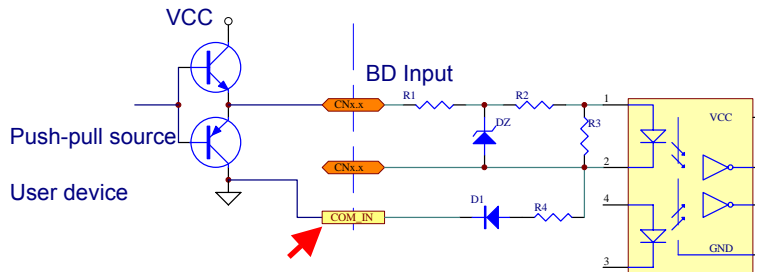 VCC
BD Input
CNx.x
R1
R2
1
VCC
DZ
R3
Push-pull source
CNx.x
2
User device
D1
R4
4
COM_IN
GND
3